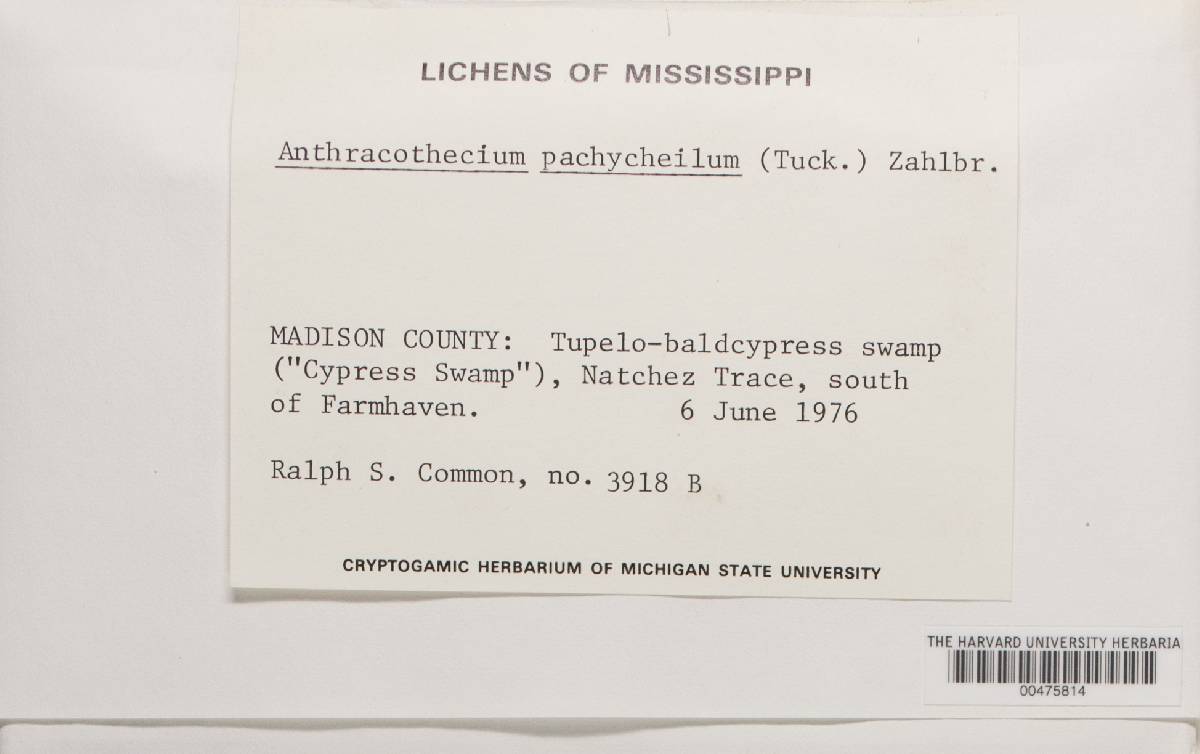 LICHENS OF MISSISSIPPI
Anthracothecium pachycheilum (Tuck.) Zahlbr.
MADISON COUNTY: Tupelo-baldcypress swamp
("Cypress Swamp"), Natchez Trace, south
of Farmhaven. 6 June 1976
Ralph S. Common, no. 3918 B
CRYPTOGAMIC HERBARIUM OF MICHIGAN STATE UNIVERSITY
THE HARVARD UNIVERSITY HERBARIA
00475814